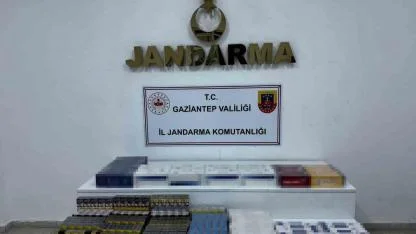 JANDARMA
T.C.
GAZİANTEP VALİLİĞİ
İL JANDARMA KOMUTANLIĞI